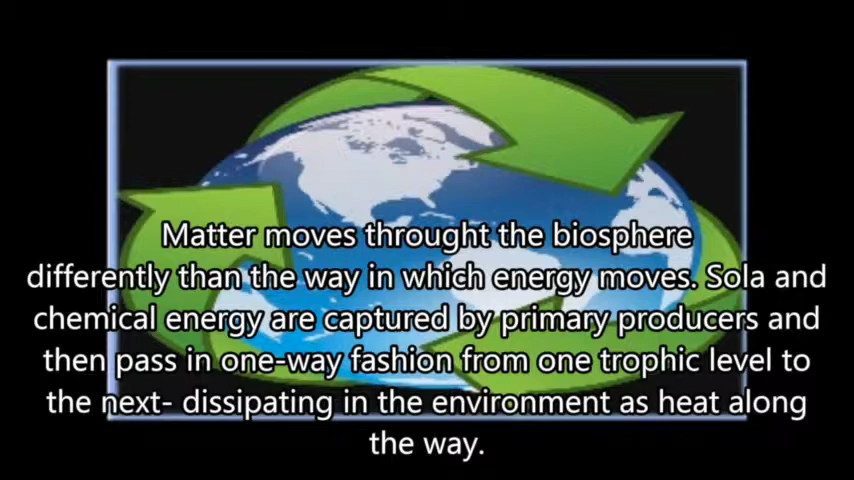 Matter moves throught the biosphere
differently than the way in which energy moves. Sola and
chemical energy are captured by primary producers and
then pass in one-way fashion from one trophic level to
the next- dissipating in the environment as heat along
the way.